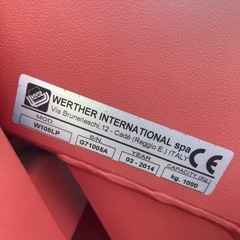 WERTHER INTERNATIONAL spa
Via Brunelleschi, 12 - Cadè (Reggio E.) ITALY
CE
MOD. S/N YEAR CAPACITY (KG)
W108LP G71005A 03 - 2014 kg. 1000